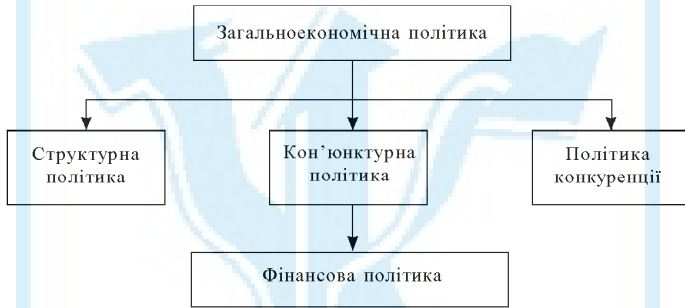 Загальноекономічна політика
Структурна
політика
Кон’юнктурна
політика
Політика
конкуренції
Фінансова політика